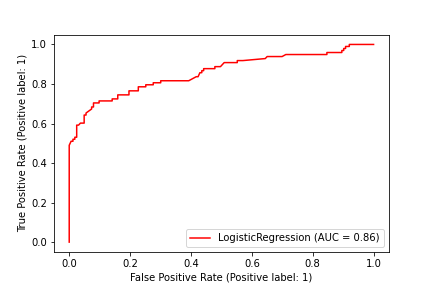 1.0
0.8
0.6
0.4
0.2
0.0
True Positive Rate (Positive label: 1)
LogisticRegression (AUC = 0.86)
0.0 0.2 0.4 0.6 0.8 1.0
False Positive Rate (Positive label: 1)